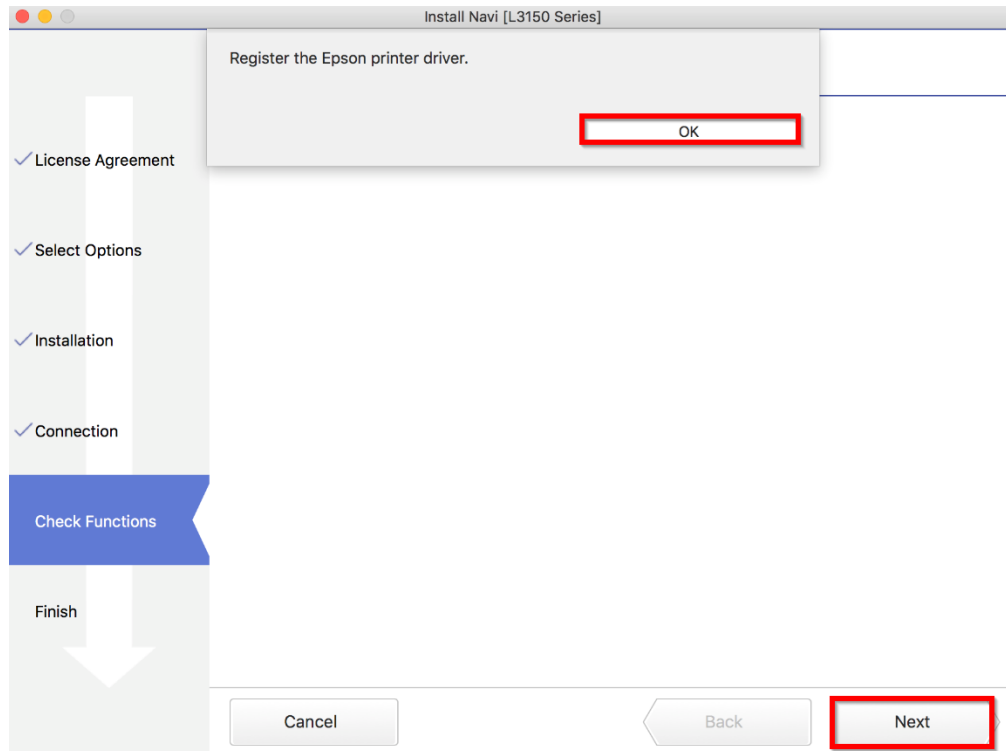 Install Navi [L3150 Series]
Register the Epson printer driver.
OK
License Agreement
Select Options
Installation
Connection
Check Functions
Finish
Cancel
Back
Next